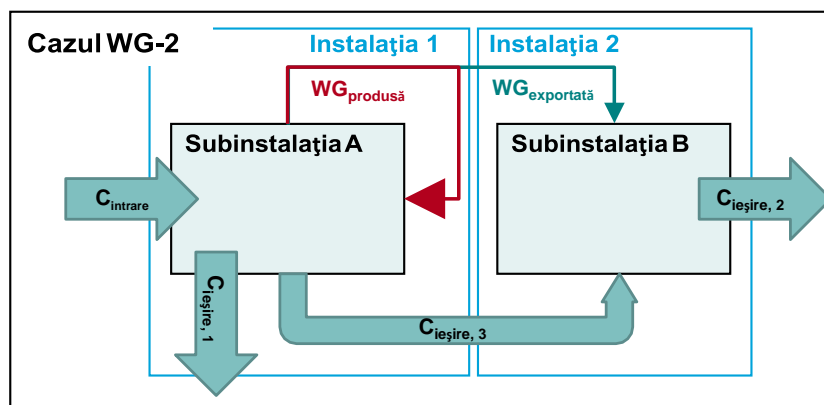 Cazul WG-2
Instalaţia 1
Instalaţia 2
WGprodusă
WGexportată
Subinstalaţia A
Subinstalaţia B
Cintrare
Cieşire, 2
Cieşire, 1
Cieşire, 3